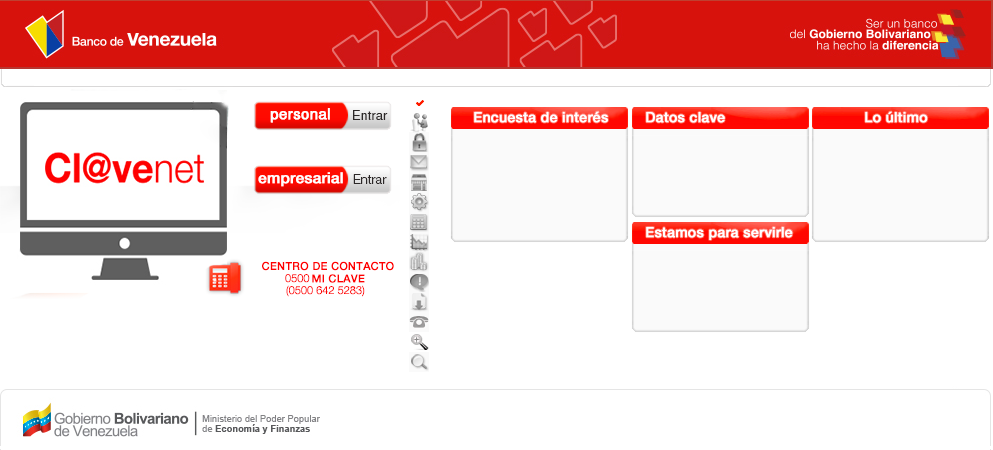 Banco de Venezuela
Ser un banco
del Gobierno Bolivariano
ha hecho la diferencia
Cl@venet
personal Entrar
empresarial Entrar
CENTRO DE CONTACTO
0500 MI CLAVE
(0500 642 5283)
Encuesta de interés
Datos clave
Lo último
Estamos para servirle
Gobierno Bolivariano
de Venezuela
Ministerio del Poder Popular
de Economía y Finanzas